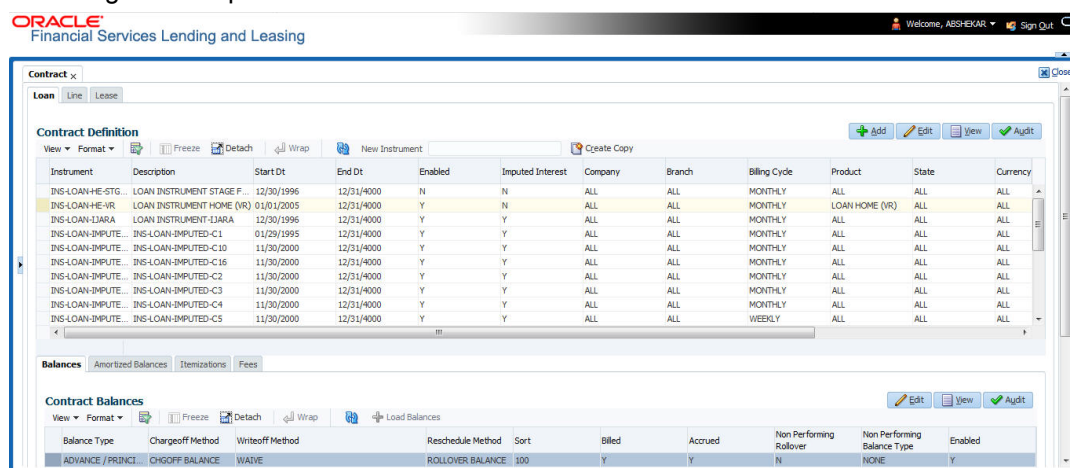 ORACLE
Financial Services Lending and Leasing
Welcome, ABSHEKAR Sign Out
Contract x Close
Loan Line Lease
Contract Definition Add Edit View Audit
View Format Freeze Detach Wrap New Instrument Create Copy
Instrument Description Start Dt End Dt Enabled Imputed Interest Company Branch Billing Cycle Product State Currency
INS-LOAN-HE-STG... LOAN INSTRUMENT STAGE F... 12/30/1996 12/31/4000 N N ALL ALL MONTHLY ALL ALL ALL
INS-LOAN-HE-VR LOAN INSTRUMENT HOME (VR) 01/01/2005 12/31/4000 Y N ALL ALL MONTHLY LOAN HOME (VR) ALL ALL
INS-LOAN-IJARA LOAN INSTRUMENT-IJARA 12/30/1996 12/31/4000 Y Y ALL ALL MONTHLY ALL ALL ALL
INS-LOAN-IMPUTE... INS-LOAN-IMPUTED-C1 01/29/1995 12/31/4000 Y Y ALL ALL MONTHLY ALL ALL ALL
INS-LOAN-IMPUTE... INS-LOAN-IMPUTED-C10 11/30/2000 12/31/4000 Y Y ALL ALL MONTHLY ALL ALL ALL
INS-LOAN-IMPUTE... INS-LOAN-IMPUTED-C16 11/30/2000 12/31/4000 Y Y ALL ALL MONTHLY ALL ALL ALL
INS-LOAN-IMPUTE... INS-LOAN-IMPUTED-C2 11/30/2000 12/31/4000 Y Y ALL ALL MONTHLY ALL ALL ALL
INS-LOAN-IMPUTE... INS-LOAN-IMPUTED-C3 11/30/2000 12/31/4000 Y Y ALL ALL MONTHLY ALL ALL ALL
INS-LOAN-IMPUTE... INS-LOAN-IMPUTED-C4 11/30/2000 12/31/4000 Y Y ALL ALL MONTHLY ALL ALL ALL
INS-LOAN-IMPUTE... INS-LOAN-IMPUTED-C5 11/30/2000 12/31/4000 Y Y ALL ALL WEEKLY ALL ALL ALL
Balances Amortized Balances Itemizations Fees
Contract Balances Edit View Audit
View Format Freeze Detach Wrap Load Balances
Balance Type Chargeoff Method Writeoff Method Reschedule Method Sort Billed Accrued Non Performing Rollover Non Performing Balance Type Enabled
ADVANCE / PRINCI... CHGOFF BALANCE WAIVE ROLLOVER BALANCE 100 Y Y N NONE Y